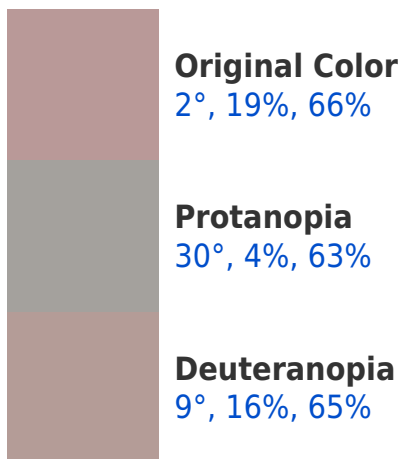 Original Color
2°, 19%, 66%
Protanopia
30°, 4%, 63%
Deuteranopia
9°, 16%, 65%